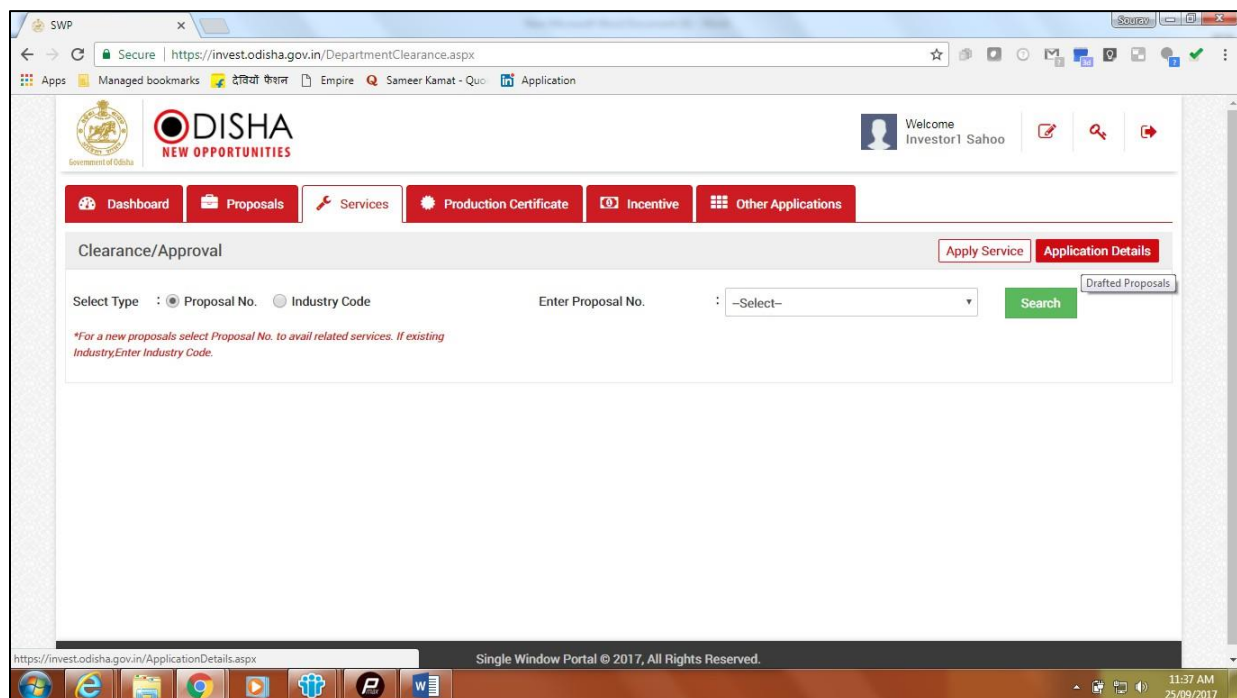 SWP
Sourav
Secure | https://invest.odisha.gov.in/DepartmentClearance.aspx
Apps Managed bookmarks देवियों फैशन Empire Sameer Kamat - Quo Application
Government of Odisha
ODISHA
NEW OPPORTUNITIES
Welcome
Investor1 Sahoo
Dashboard Proposals Services Production Certificate Incentive Other Applications
Clearance/Approval Apply Service Application Details
Drafted Proposals
Select Type : Proposal No. Industry Code Enter Proposal No. : –Select– Search
*For a new proposals select Proposal No. to avail related services. If existing
Industry,Enter Industry Code.
https://invest.odisha.gov.in/ApplicationDetails.aspx
Single Window Portal © 2017, All Rights Reserved.
11:37 AM
25/09/2017